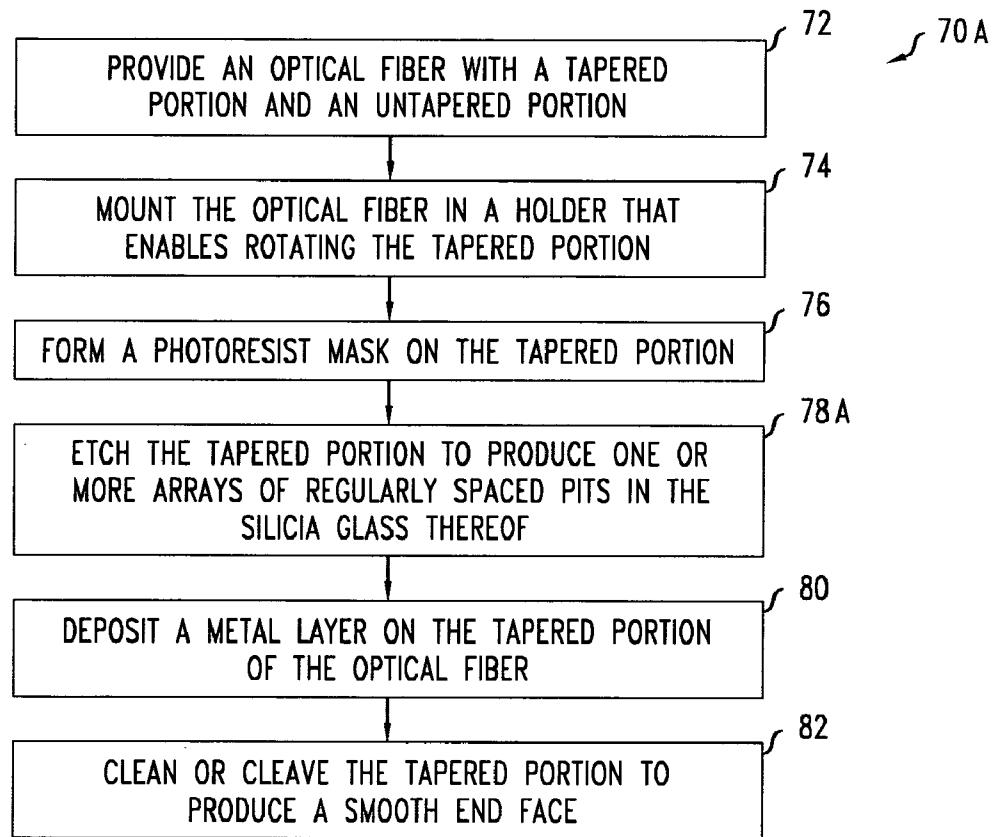 70A
72
PROVIDE AN OPTICAL FIBER WITH A TAPERED
PORTION AND AN UNTAPERED PORTION
74
MOUNT THE OPTICAL FIBER IN A HOLDER THAT
ENABLES ROTATING THE TAPERED PORTION
76
FORM A PHOTORESIST MASK ON THE TAPERED PORTION
78A
ETCH THE TAPERED PORTION TO PRODUCE ONE OR
MORE ARRAYS OF REGULARLY SPACED PITS IN THE
SILICIA GLASS THEREOF
80
DEPOSIT A METAL LAYER ON THE TAPERED PORTION
OF THE OPTICAL FIBER
82
CLEAN OR CLEAVE THE TAPERED PORTION TO
PRODUCE A SMOOTH END FACE